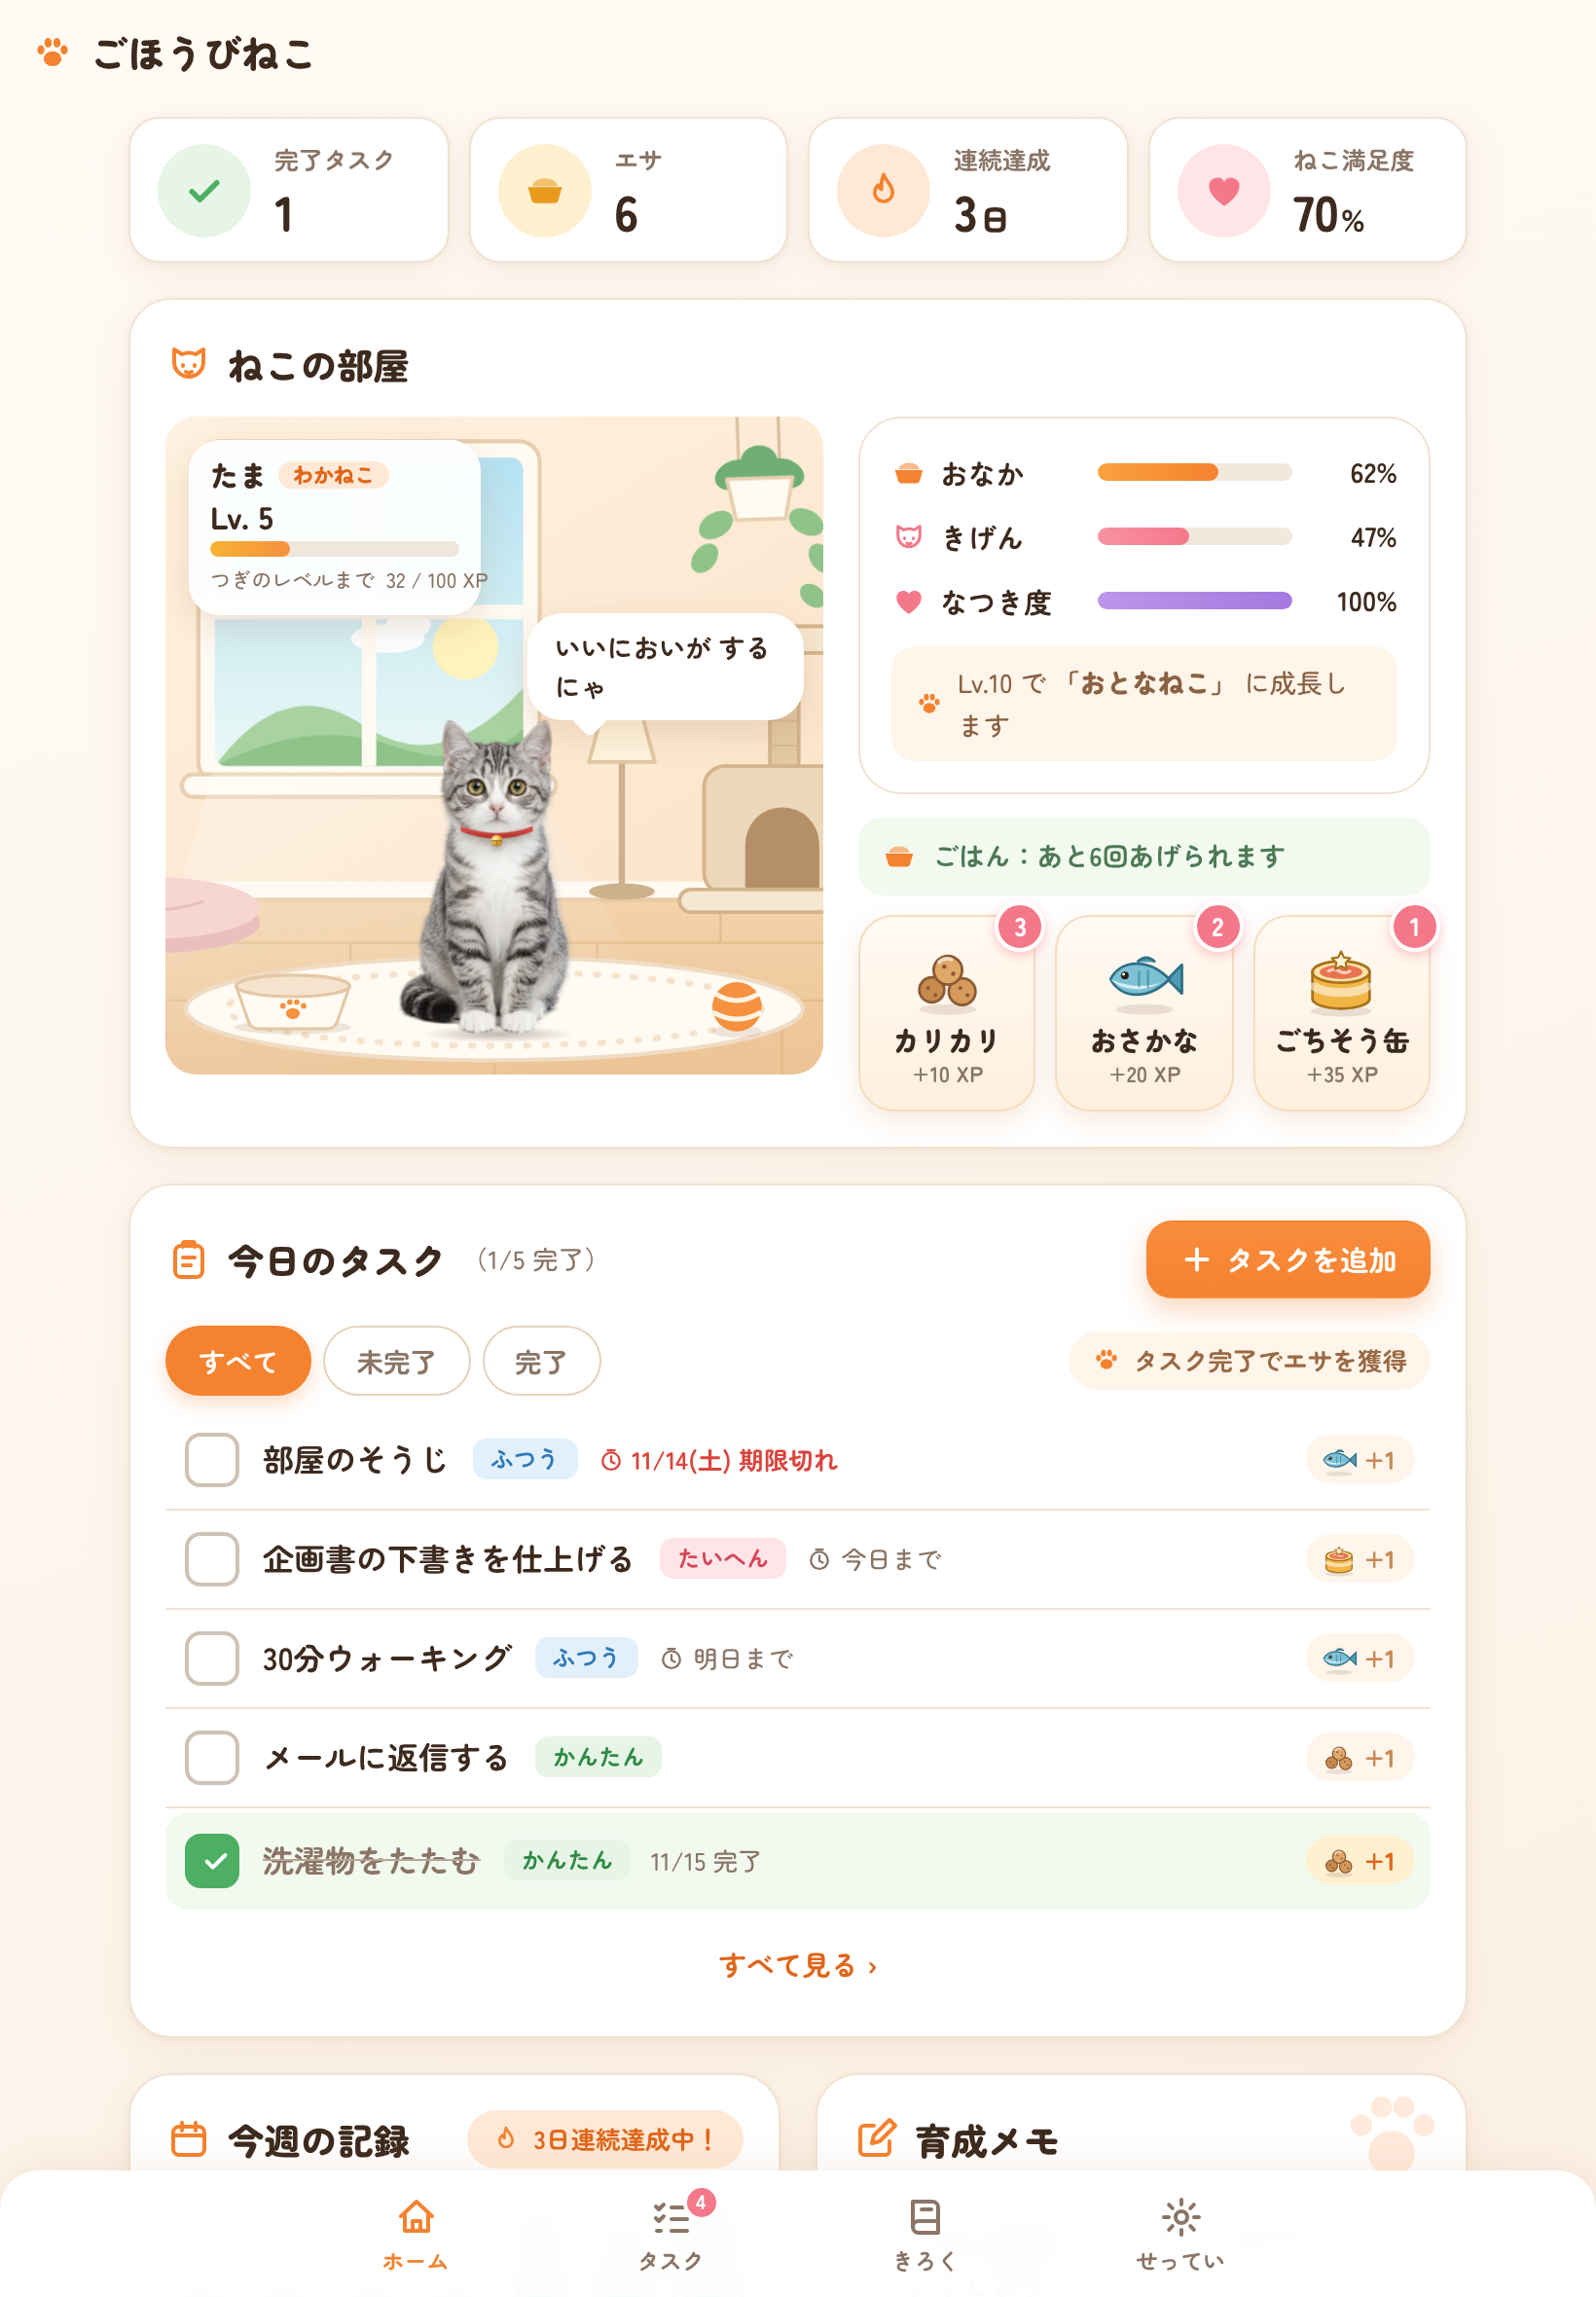 ごほうびねこ
完了タスク
1
エサ
6
連続達成
3日
ねこ満足度
70%
ねこの部屋
たま わかねこ
Lv. 5
つぎのレベルまで 32 / 100 XP
いいにおいが する
にゃ
おなか 62%
きげん 47%
なつき度 100%
Lv.10 で 「おとなねこ」 に成長し
ます
ごはん：あと6回あげられます
3
カリカリ
+10 XP
2
おさかな
+20 XP
1
ごちそう缶
+35 XP
今日のタスク （1/5 完了）
＋ タスクを追加
すべて 未完了 完了
タスク完了でエサを獲得
部屋のそうじ ふつう 11/14(土) 期限切れ +1
企画書の下書きを仕上げる たいへん 今日まで +1
30分ウォーキング ふつう 明日まで +1
メールに返信する かんたん +1
洗濯物をたたむ かんたん 11/15 完了 +1
すべて見る ›
今週の記録 3日連続達成中！
育成メモ
4
ホーム タスク きろく せってい